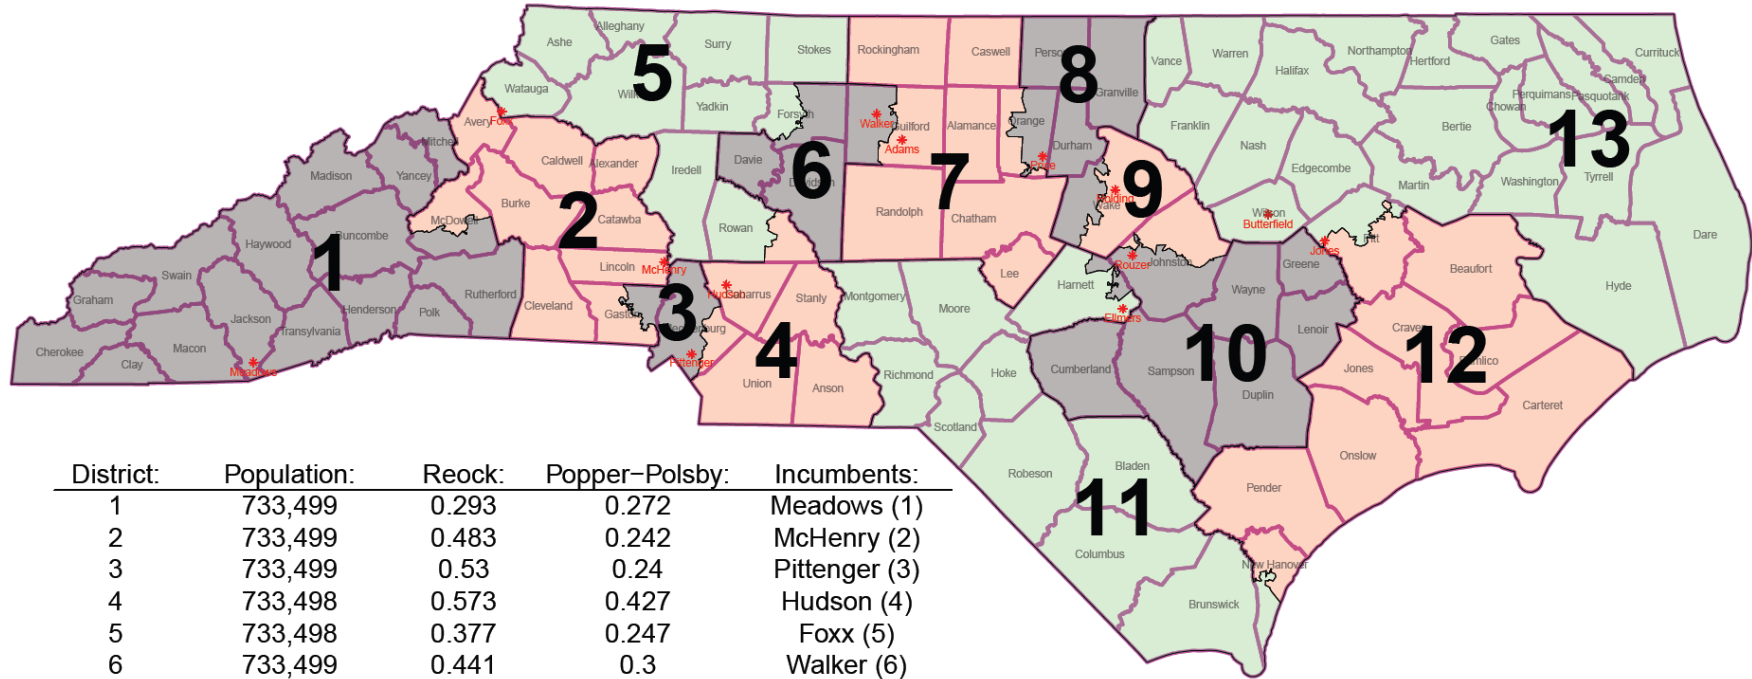 Alleghany
Ashe
Surry
Stokes
Rockingham
Caswell
Person
Granville
Vance
Warren
Northampton
Hertford
Gates
Currituck
Camden
Halifax
Watauga
5
Wilkes
Yadkin
Forsyth
8
Perquimans
Pasquotank
Chowan
Avery
Foxx
Walker
Guilford
Adams
Alamance
Orange
Durham
Franklin
Bertie
13
Mitchell
Caldwell
Alexander
Iredell
Davie
6
Davidson
7
Price
Nash
Edgecombe
Madison
Yancey
Martin
Washington
Tyrrell
Burke
2
Catawba
Randolph
Chatham
Wake
Holding
9
Wilson
Butterfield
McDowell
Rowan
Pitt
Jones
Dare
Haywood
1
Buncombe
Lincoln
McHenry
Lee
Rouzer
Johnston
Greene
Beaufort
Swain
Rutherford
Cleveland
Gaston
3
Hudson
Cabarrus
Stanly
Montgomery
Moore
Harnett
Ellmers
Wayne
Hyde
Graham
Jackson
Transylvania
Henderson
Polk
Mecklenburg
Lenoir
Craven
12
Pamlico
Cherokee
Clay
Macon
Meadows
Pittenger
4
Union
Anson
Richmond
Hoke
Cumberland
Sampson
10
Duplin
Jones
Carteret
Scotland
Robeson
Bladen
Onslow
11
Pender
Columbus
New Hanover
Brunswick
District: Population: Reock: Popper−Polsby: Incumbents:
1 733,499 0.293 0.272 Meadows (1)
2 733,499 0.483 0.242 McHenry (2)
3 733,499 0.53 0.24 Pittenger (3)
4 733,498 0.573 0.427 Hudson (4)
5 733,498 0.377 0.247 Foxx (5)
6 733,499 0.441 0.3 Walker (6)